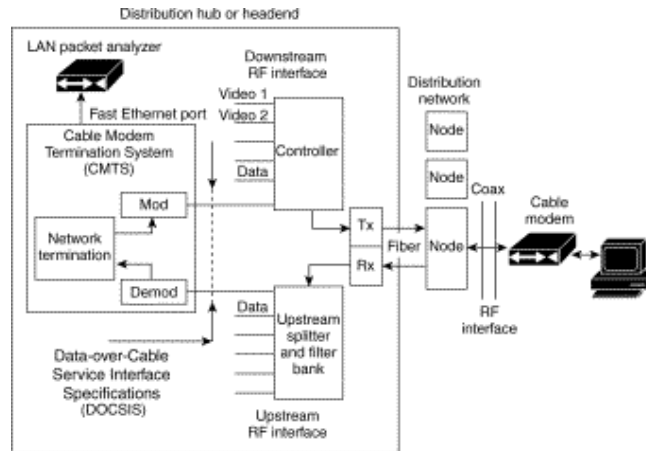 Distribution hub or headend
LAN packet analyzer
Fast Ethernet port
Cable Modem
Termination System
(CMTS)
Mod
Network
termination
Demod
Data-over-Cable
Service Interface
Specifications
(DOCSIS)
Downstream
RF interface
Video 1
Video 2
Data
Controller
Data
Upstream
splitter
and filter
bank
Upstream
RF interface
Tx
Rx
Fiber
Distribution
network
Node
Node
Node
Coax
RF
interface
Cable
modem